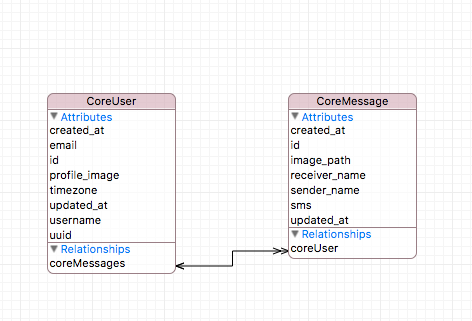 CoreUser
Attributes
created_at
email
id
profile_image
timezone
updated_at
username
uuid
Relationships
coreMessages
CoreMessage
Attributes
created_at
id
image_path
receiver_name
sender_name
sms
updated_at
Relationships
coreUser